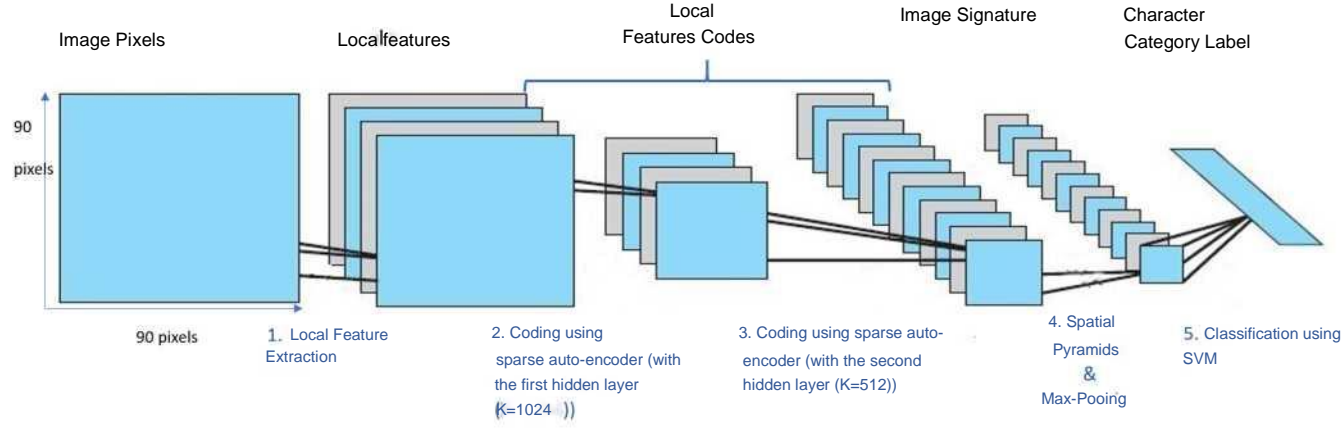 Image Pixels
Localfeatures
Local
Features Codes
Image Signature
Character
Category Label
90
pixels
90 pixels
1. Local Feature
Extraction
2. Coding using
sparse auto-encoder (with
the first hidden layer
(K=1024 ))
3. Coding using sparse auto-
encoder (with the second
hidden layer (K=512))
4. Spatial
Pyramids
&
Max-Pooing
5. Classification using
SVM